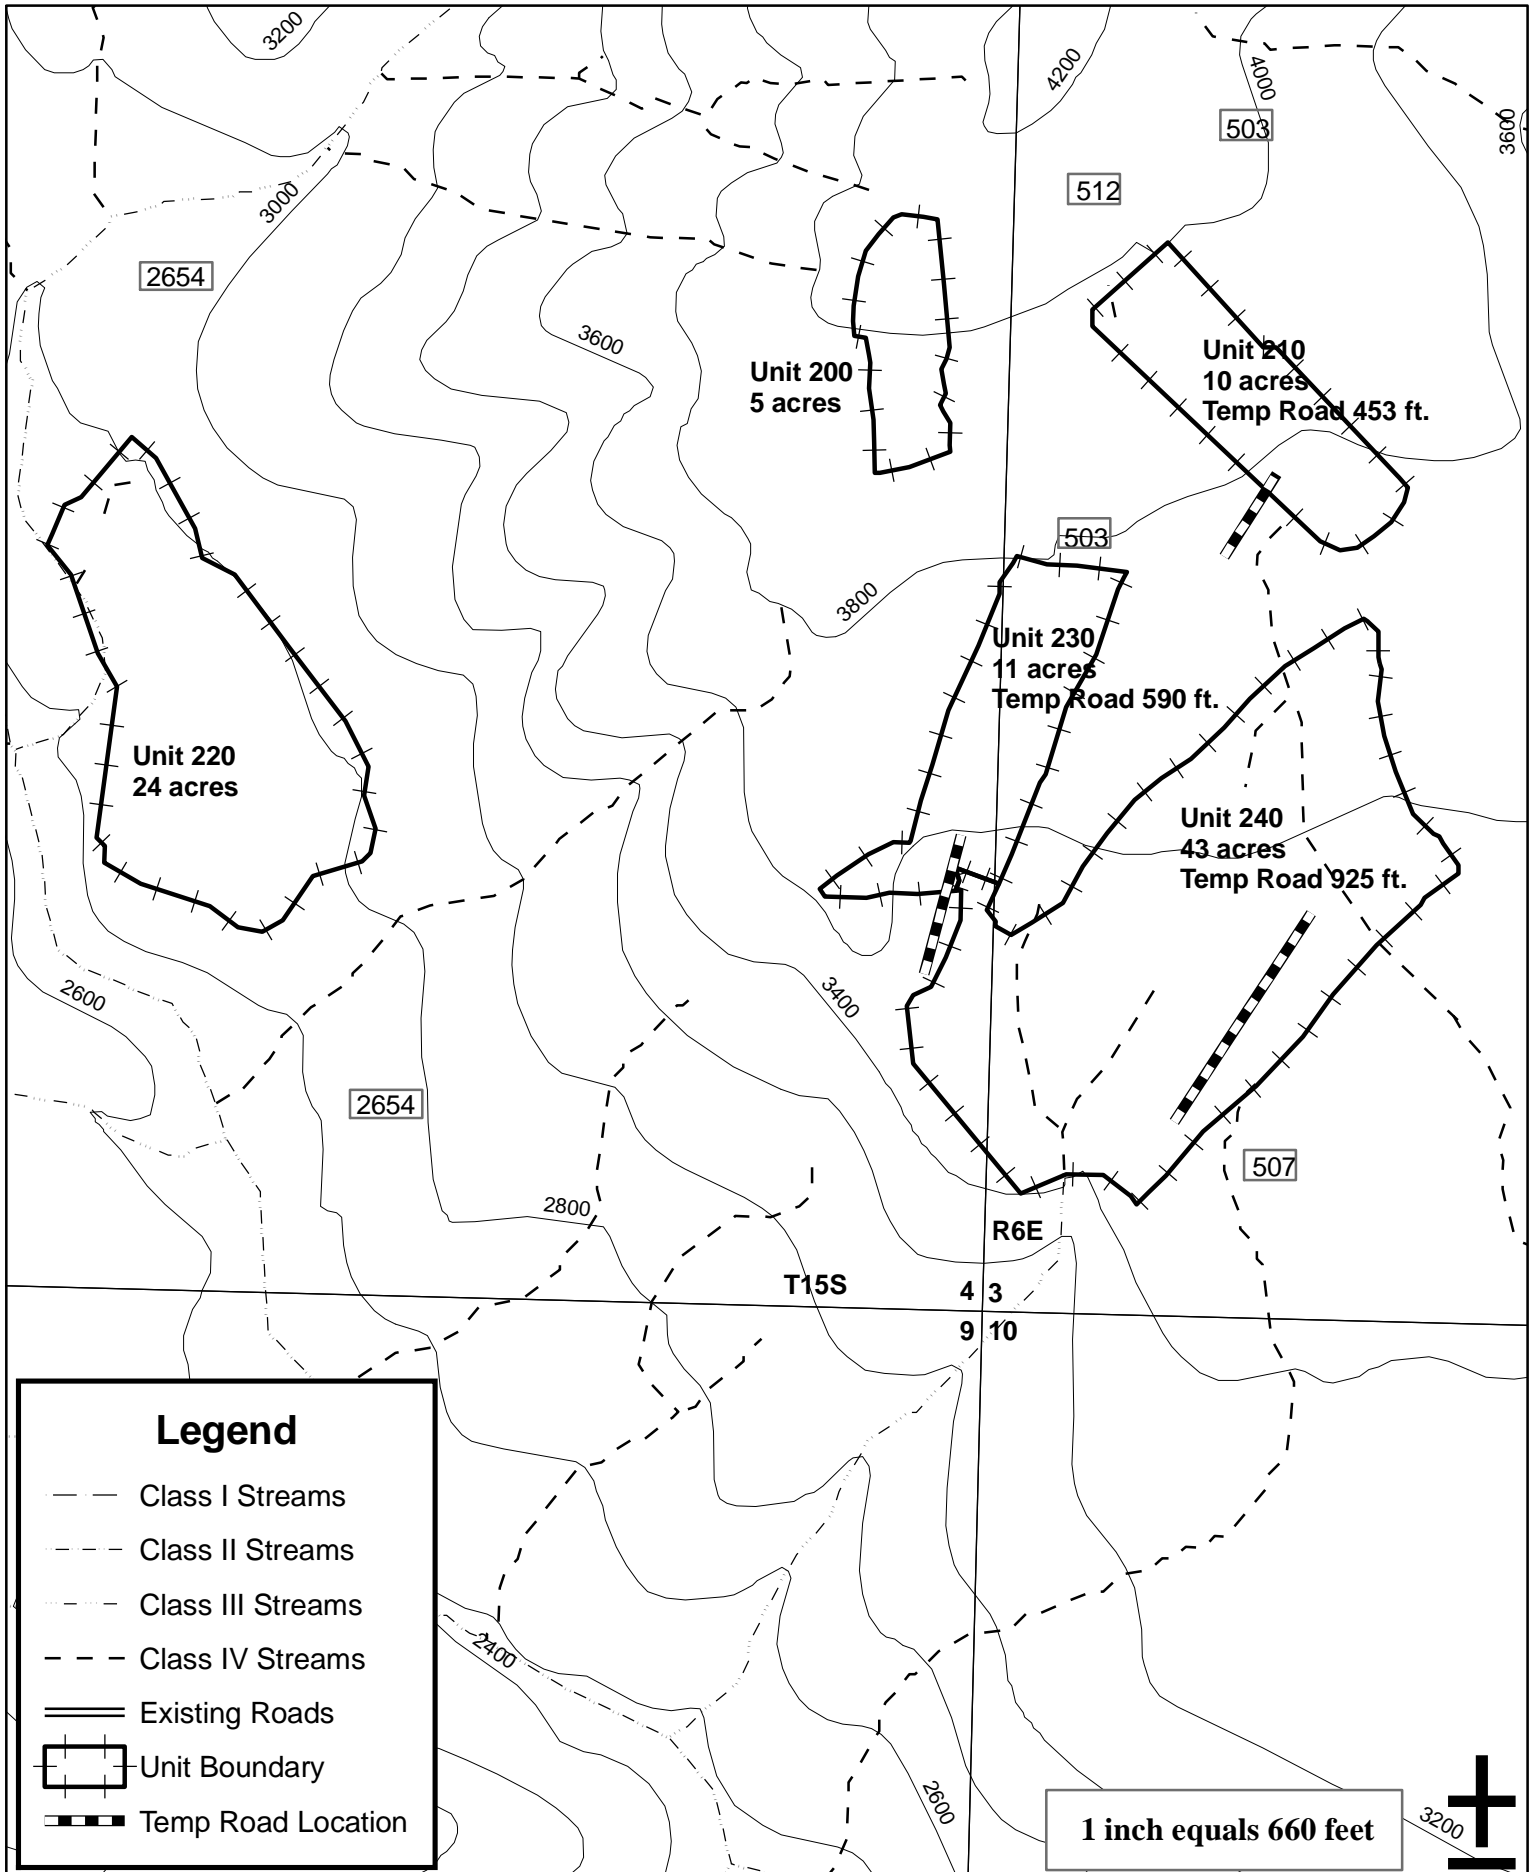 3200
4200
4000
503
3600
512
3000
2654
3600
Unit 200
5 acres
Unit 210
10 acres
Temp Road 453 ft.
503
3800
Unit 230
11 acres
Temp Road 590 ft.
Unit 220
24 acres
Unit 240
43 acres
Temp Road 925 ft.
2600
3400
2654
507
2800
R6E
T15S
4 3
9 10
Legend
Class I Streams
Class II Streams
Class III Streams
Class IV Streams
Existing Roads
Unit Boundary
Temp Road Location
2400
2600
1 inch equals 660 feet
3200